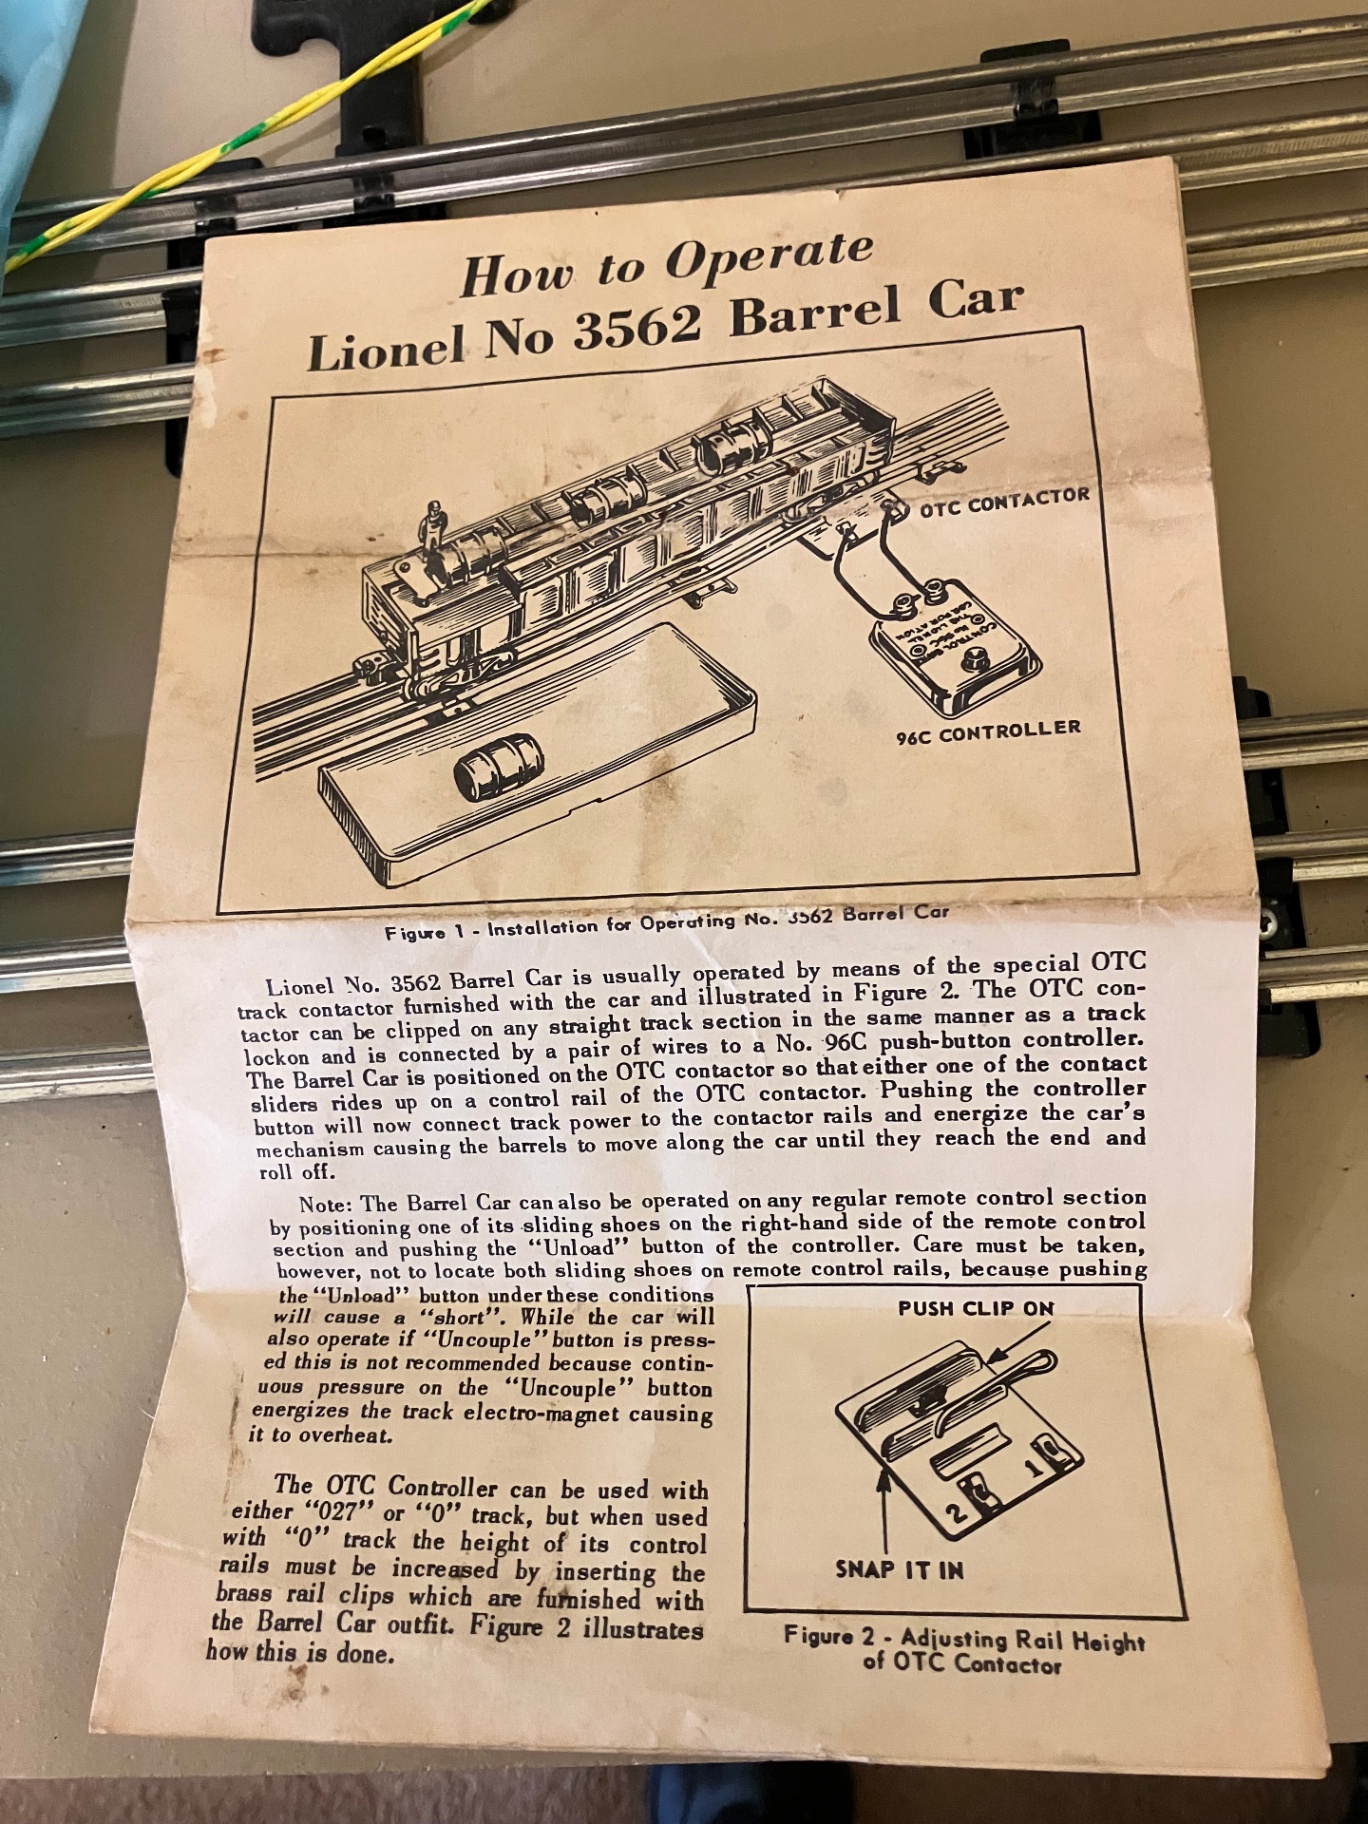 How to Operate
Lionel No 3562 Barrel Car
OTC CONTACTOR
CONTROLLER
No 96C
THE LIONEL
CORPORATION
96C CONTROLLER
Figure 1 - Installation for Operating No. 3562 Barrel Car
Lionel No. 3562 Barrel Car is usually operated by means of the special OTC
track contactor furnished with the car and illustrated in Figure 2. The OTC con-
tactor can be clipped on any straight track section in the same manner as a track
lockon and is connected by a pair of wires to a No. 96C push-button controller.
The Barrel Car is positioned on the OTC contactor so that either one of the contact
sliders rides up on a control rail of the OTC contactor. Pushing the controller
button will now connect track power to the contactor rails and energize the car's
mechanism causing the barrels to move along the car until they reach the end and
roll off.
Note: The Barrel Car can also be operated on any regular remote control section
by positioning one of its sliding shoes on the right-hand side of the remote control
section and pushing the "Unload" button of the controller. Care must be taken,
however, not to locate both sliding shoes on remote control rails, because pushing
the "Unload" button under these conditions
will cause a "short". While the car will
also operate if "Uncouple" button is press-
ed this is not recommended because contin-
uous pressure on the "Uncouple" button
energizes the track electro-magnet causing
it to overheat.
The OTC Controller can be used with
either "027" or "0" track, but when used
with "0" track the height of its control
rails must be increased by inserting the
brass rail clips which are furnished with
the Barrel Car outfit. Figure 2 illustrates
how this is done.
PUSH CLIP ON
1
2
SNAP IT IN
Figure 2 - Adjusting Rail Height
of OTC Contactor